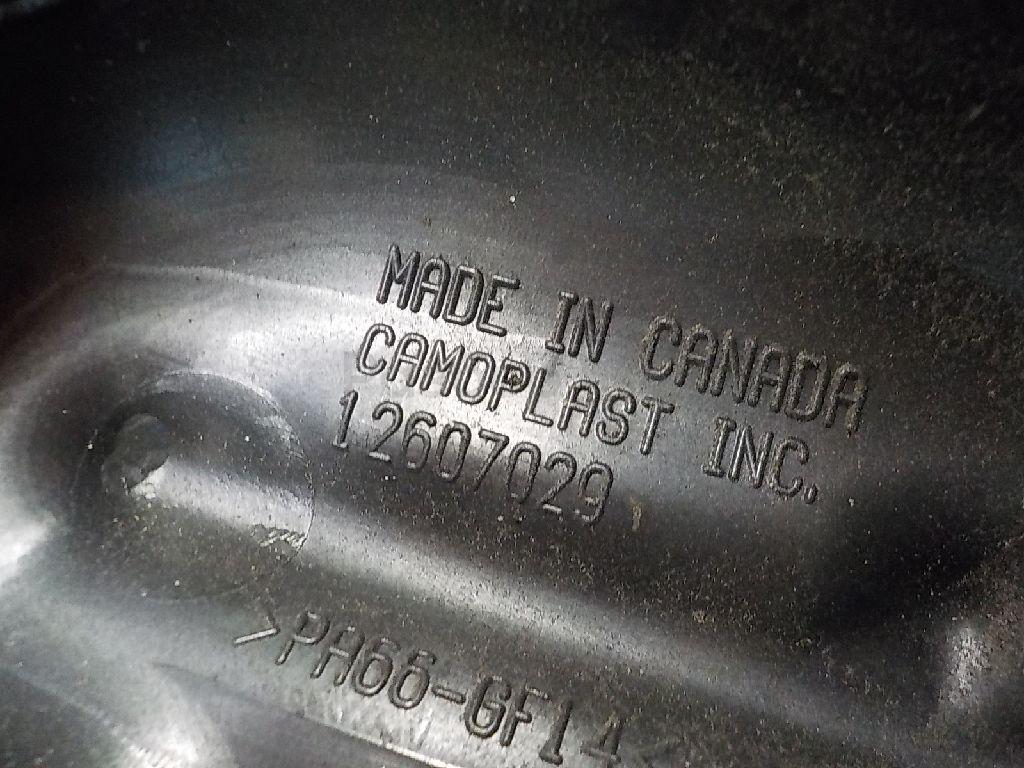 MADE IN CANADA
CAMOPLAST INC.
12607029
>PA66-GF14<